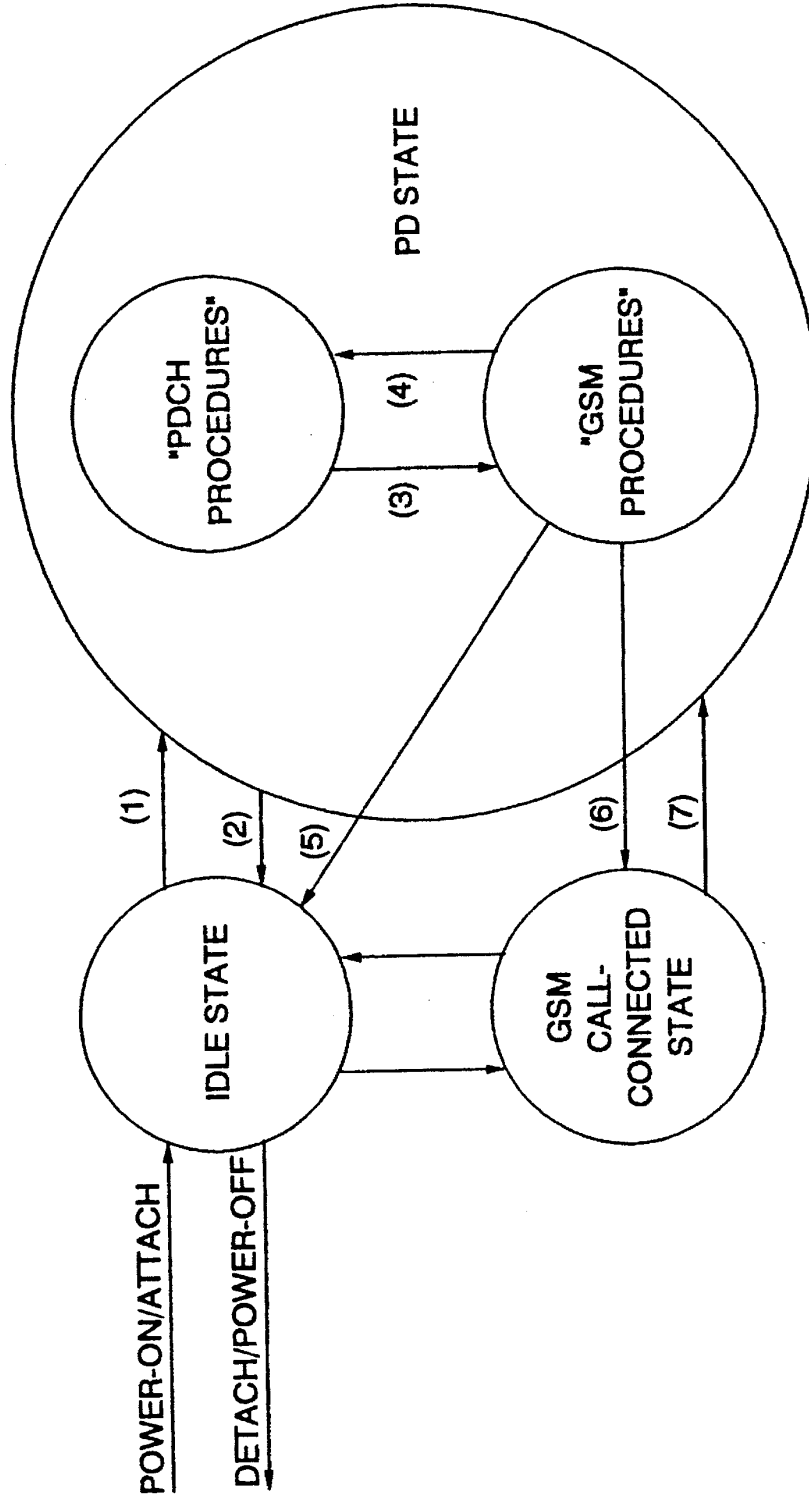 POWER-ON/ATTACH
DETACH/POWER-OFF
IDLE STATE
(1)
(2)
(5)
"PDCH
PROCEDURES"
PD STATE
(3)
(4)
"GSM
PROCEDURES"
GSM
CALL-
CONNECTED
STATE
(6)
(7)